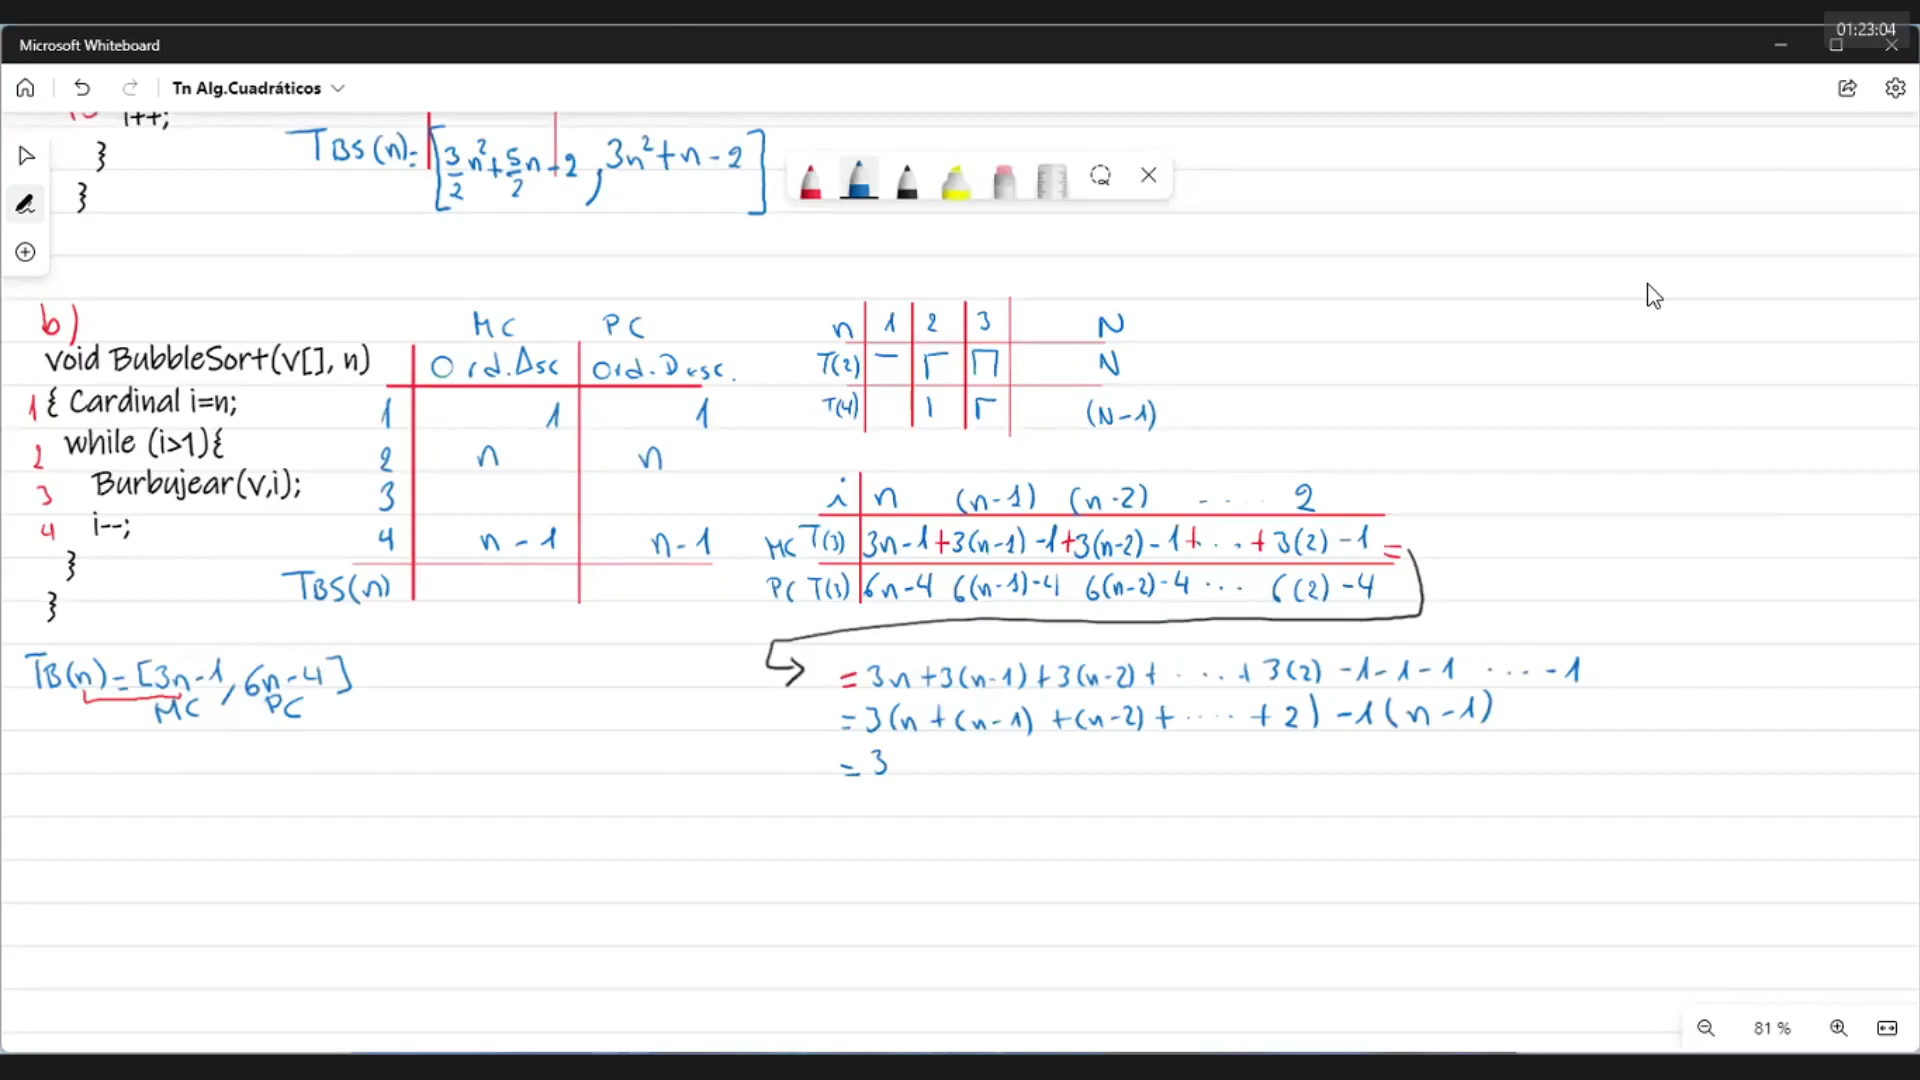 01:23:04
Microsoft Whiteboard
Tn Alg.Cuadráticos
i++;
}
}
TBS(n)=[3/2 n²+5/2 n-2, 3n²+n-2]
b)
void BubbleSort(v[], n)
1 { Cardinal i=n;
2 while (i>1){
3 Burbujear(v,i);
4 i--;
}
}
MC PC
Ord.Asc Ord.Desc.
1 1 1
2 n n
3
4 n-1 n-1
TBS(n)
n 1 2 3 N
T(2) N
T(4) (N-1)
i n (n-1) (n-2) .... 2
MC T(3) 3n-1+3(n-1)-1+3(n-2)-1+...+3(2)-1=
PC T(3) 6n-4 6(n-1)-4 6(n-2)-4 ... 6(2)-4
TB(n)=[3n-1, 6n-4]
MC PC
=3n+3(n-1)+3(n-2)+....+3(2)-1-1-1 ....-1
=3(n+(n-1)+(n-2)+....+2)-1(n-1)
=3
81 %